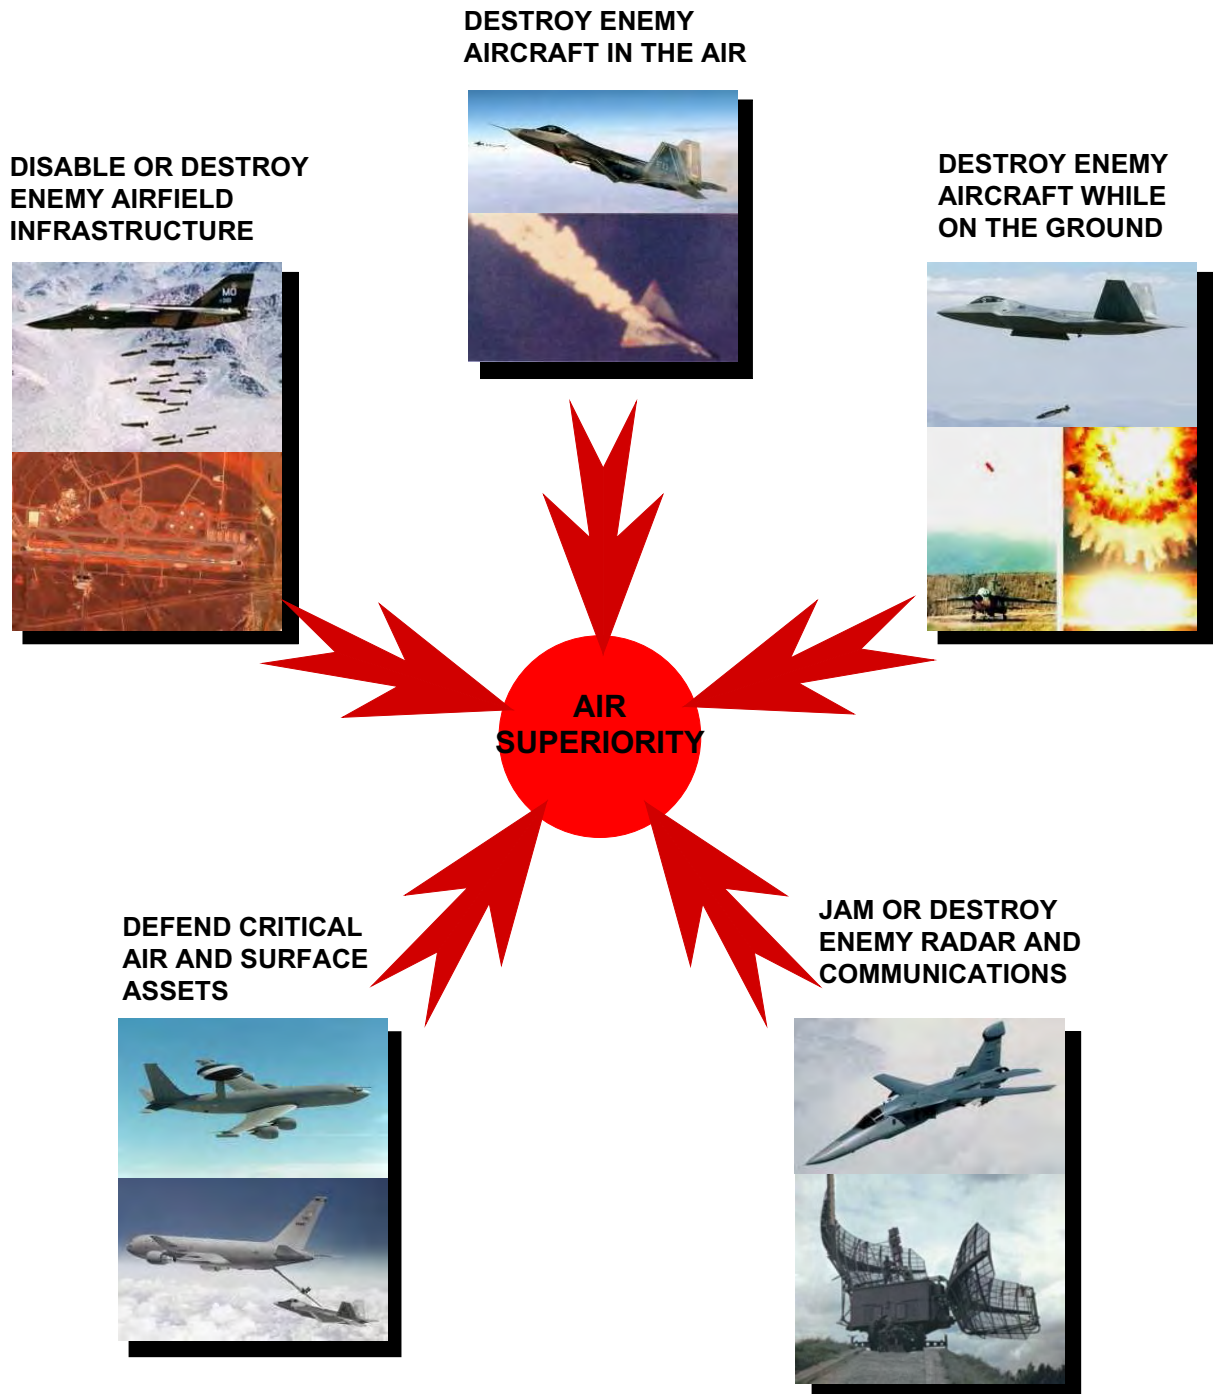 DESTROY ENEMY
AIRCRAFT IN THE AIR
DISABLE OR DESTROY
ENEMY AIRFIELD
INFRASTRUCTURE
DESTROY ENEMY
AIRCRAFT WHILE
ON THE GROUND
MO
AIR
SUPERIORITY
DEFEND CRITICAL
AIR AND SURFACE
ASSETS
JAM OR DESTROY
ENEMY RADAR AND
COMMUNICATIONS